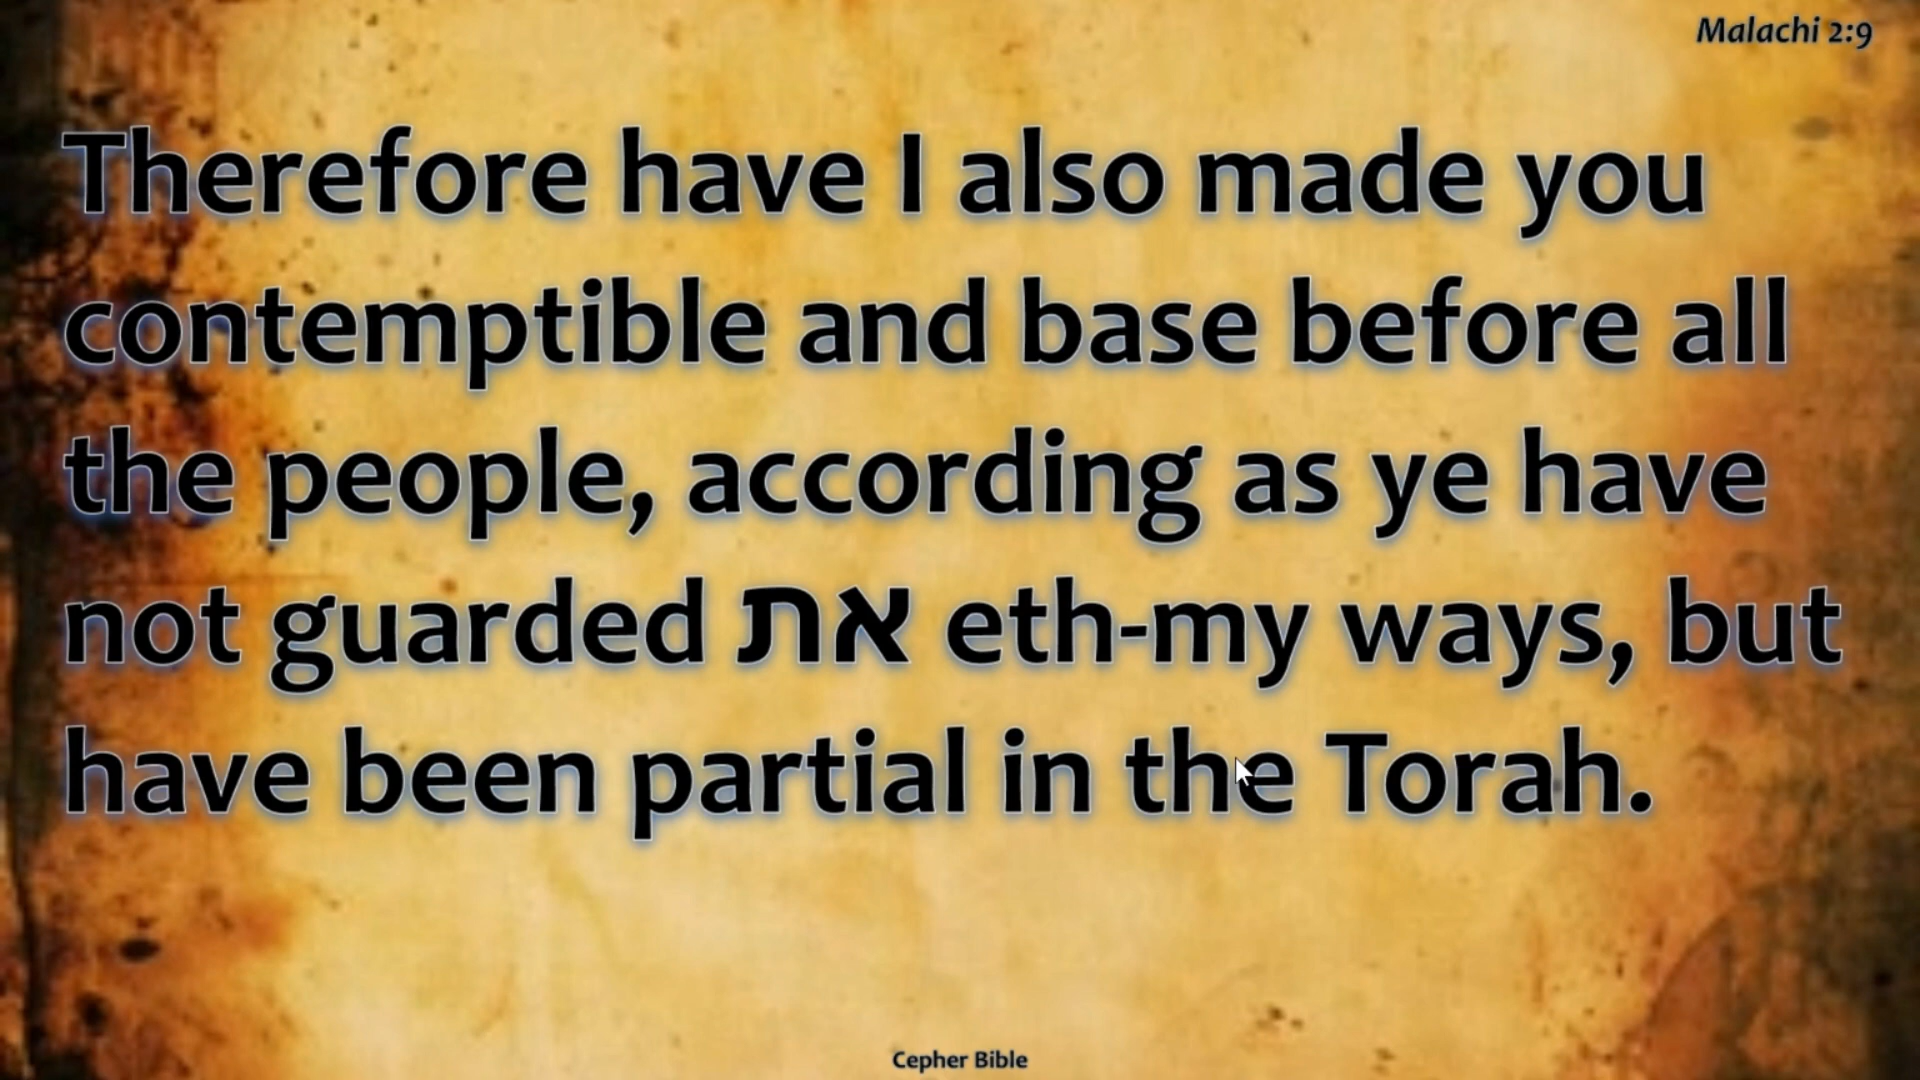 Malachi 2:9
Therefore have I also made you
contemptible and base before all
the people, according as ye have
not guarded את eth-my ways, but
have been partial in the Torah.
Cepher Bible